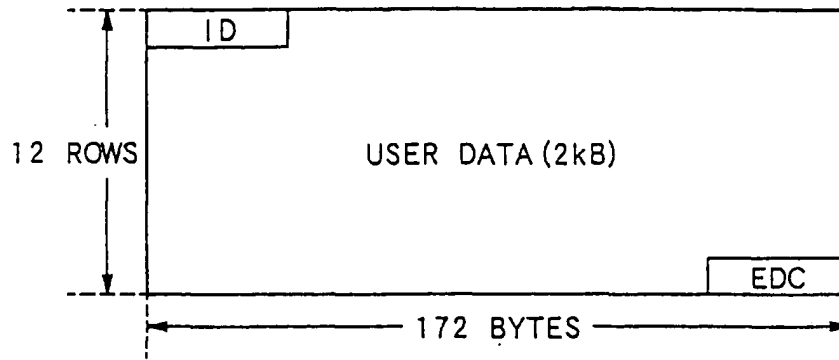 ID
12 ROWS
USER DATA (2kB)
EDC
172 BYTES